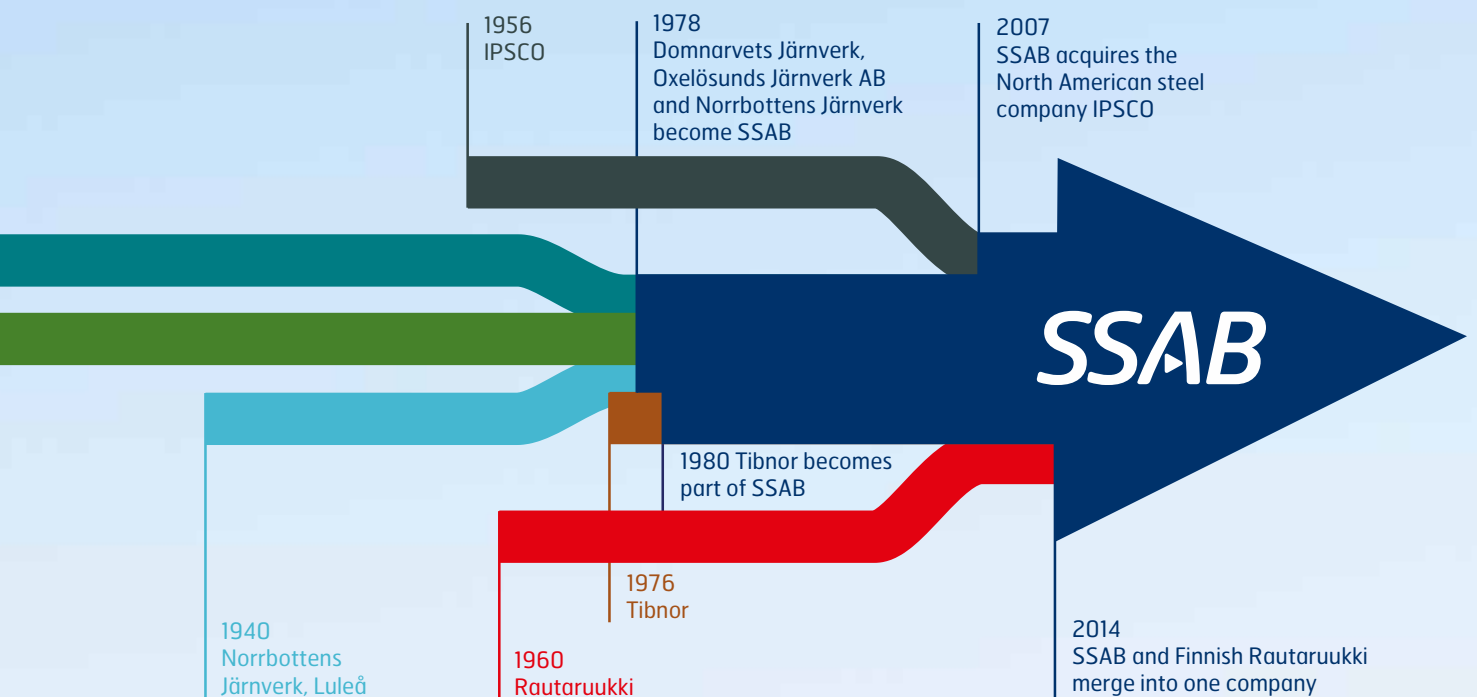 1956
IPSCO
1978
Domnarvets Järnverk,
Oxelösunds Järnverk AB
and Norrbottens Järnverk
become SSAB
2007
SSAB acquires the
North American steel
company IPSCO
SSAB
1980 Tibnor becomes
part of SSAB
1976
Tibnor
1940
Norrbottens
Järnverk, Luleå
1960
Rautaruukki
2014
SSAB and Finnish Rautaruukki
merge into one company